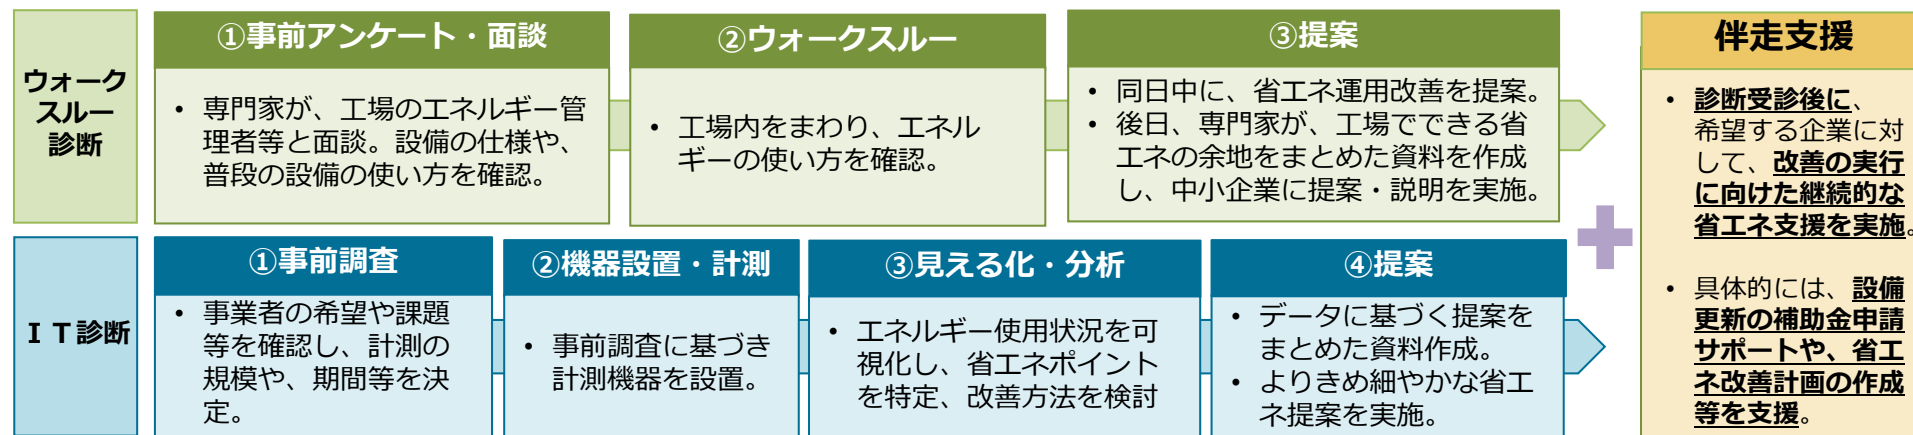 ウォーク
スルー
診断
①事前アンケート・面談
• 専門家が、工場のエネルギー管
理者等と面談。設備の仕様や、
普段の設備の使い方を確認。
②ウォークスルー
• 工場内をまわり、エネル
ギーの使い方を確認。
③提案
• 同日中に、省エネ運用改善を提案。
• 後日、専門家が、工場でできる省
エネの余地をまとめた資料を作成
し、中小企業に提案・説明を実施。
ＩＴ診断
①事前調査
• 事業者の希望や課題
等を確認し、計測の
規模や、期間等を決
定。
②機器設置・計測
• 事前調査に基づき
計測機器を設置。
③見える化・分析
• エネルギー使用状況を可
視化し、省エネポイント
を特定、改善方法を検討
④提案
• データに基づく提案を
まとめた資料作成。
• よりきめ細やかな省エ
ネ提案を実施。
伴走支援
• 診断受診後に、
希望する企業に対
して、改善の実行
に向けた継続的な
省エネ支援を実施。
• 具体的には、設備
更新の補助金申請
サポートや、省エ
ネ改善計画の作成
等を支援。